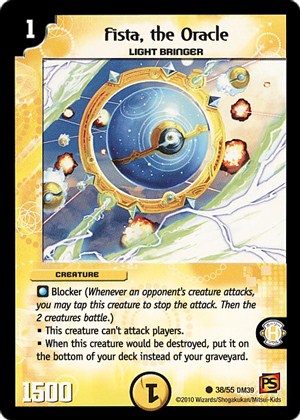 1
Fista, the Oracle
LIGHT BRINGER
CREATURE
Blocker (Whenever an opponent's creature attacks,
you may tap this creature to stop the attack. Then the
2 creatures battle.)
• This creature can't attack players.
• When this creature would be destroyed, put it on
the bottom of your deck instead of your graveyard.
1500
1
38/55 DM39
PS
©2010 Wizards/Shogakukan/Mitsui-Kids